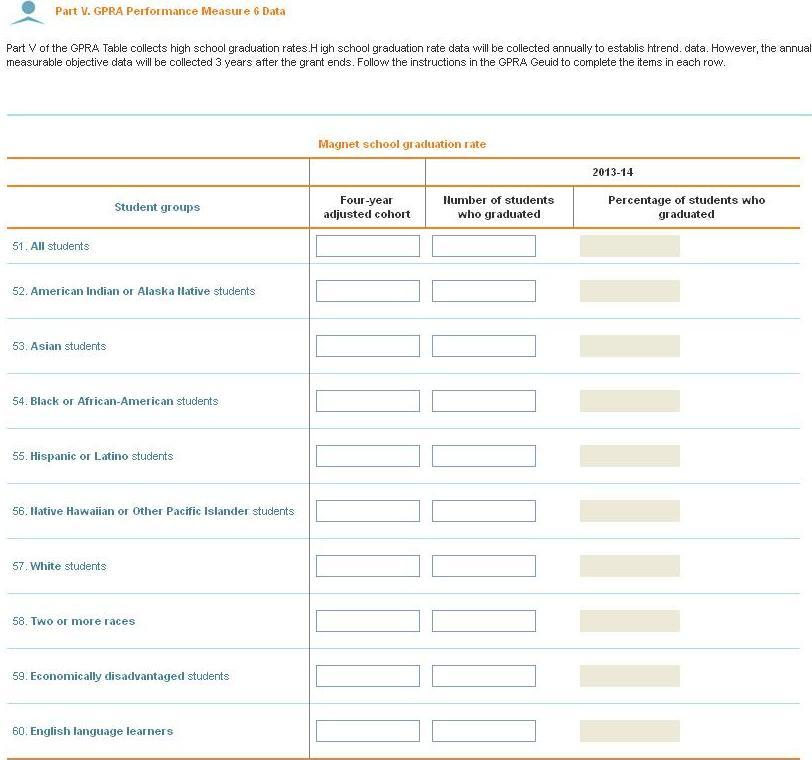 Part V. GPRA Performance Measure 6 Data
Part V of the GPRA Table collects high school graduation rates.H igh school graduation rate data will be collected annually to establis htrend. data. However, the annual
measurable objective data will be collected 3 years after the grant ends. Follow the instructions in the GPRA Geuid to complete the items in each row.
Magnet school graduation rate
2013-14
Student groups
Four-year
adjusted cohort
Number of students
who graduated
Percentage of students who
graduated
51. All students
52. American Indian or Alaska Native students
53. Asian students
54. Black or African-American students
55. Hispanic or Latino students
56. Native Hawaiian or Other Pacific Islander students
57. White students
58. Two or more races
59. Economically disadvantaged students
60. English language learners